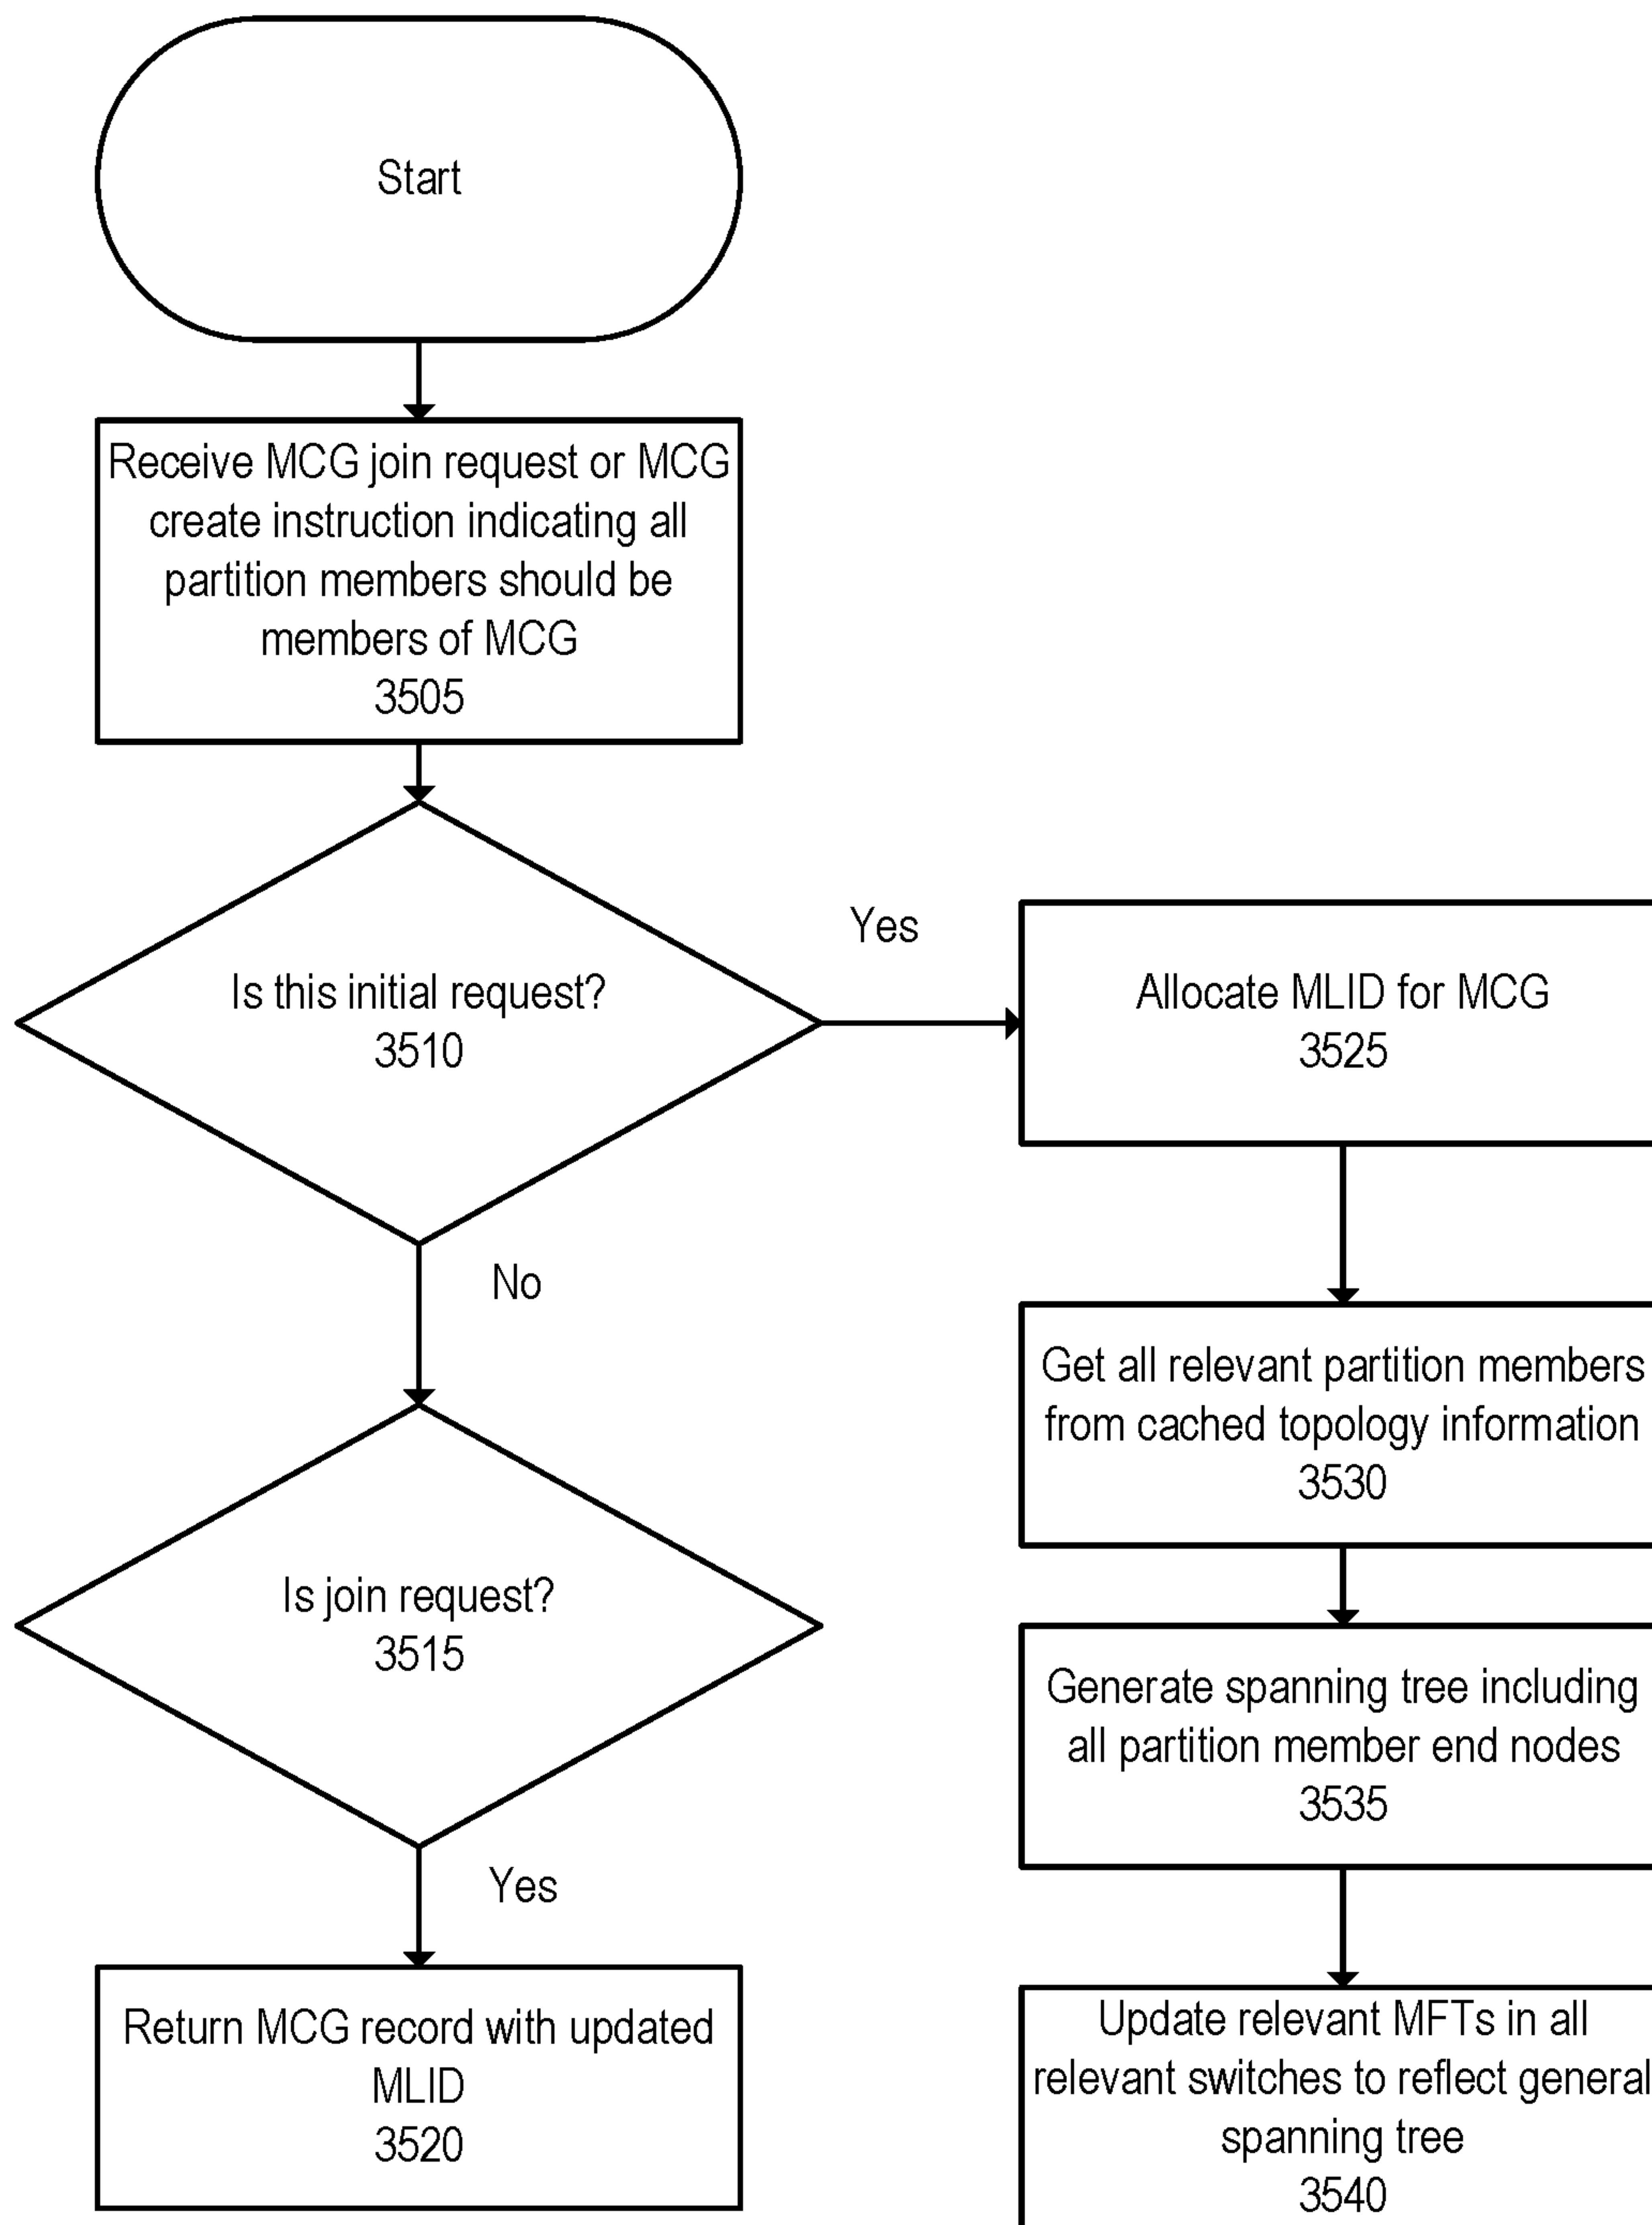 Start
Receive MCG join request or MCG
create instruction indicating all
partition members should be
members of MCG
3505
Is this initial request?
3510
Yes
No
Is join request?
3515
Yes
Return MCG record with updated
MLID
3520
Allocate MLID for MCG
3525
Get all relevant partition members
from cached topology information
3530
Generate spanning tree including
all partition member end nodes
3535
Update relevant MFTs in all
relevant switches to reflect general
spanning tree
3540